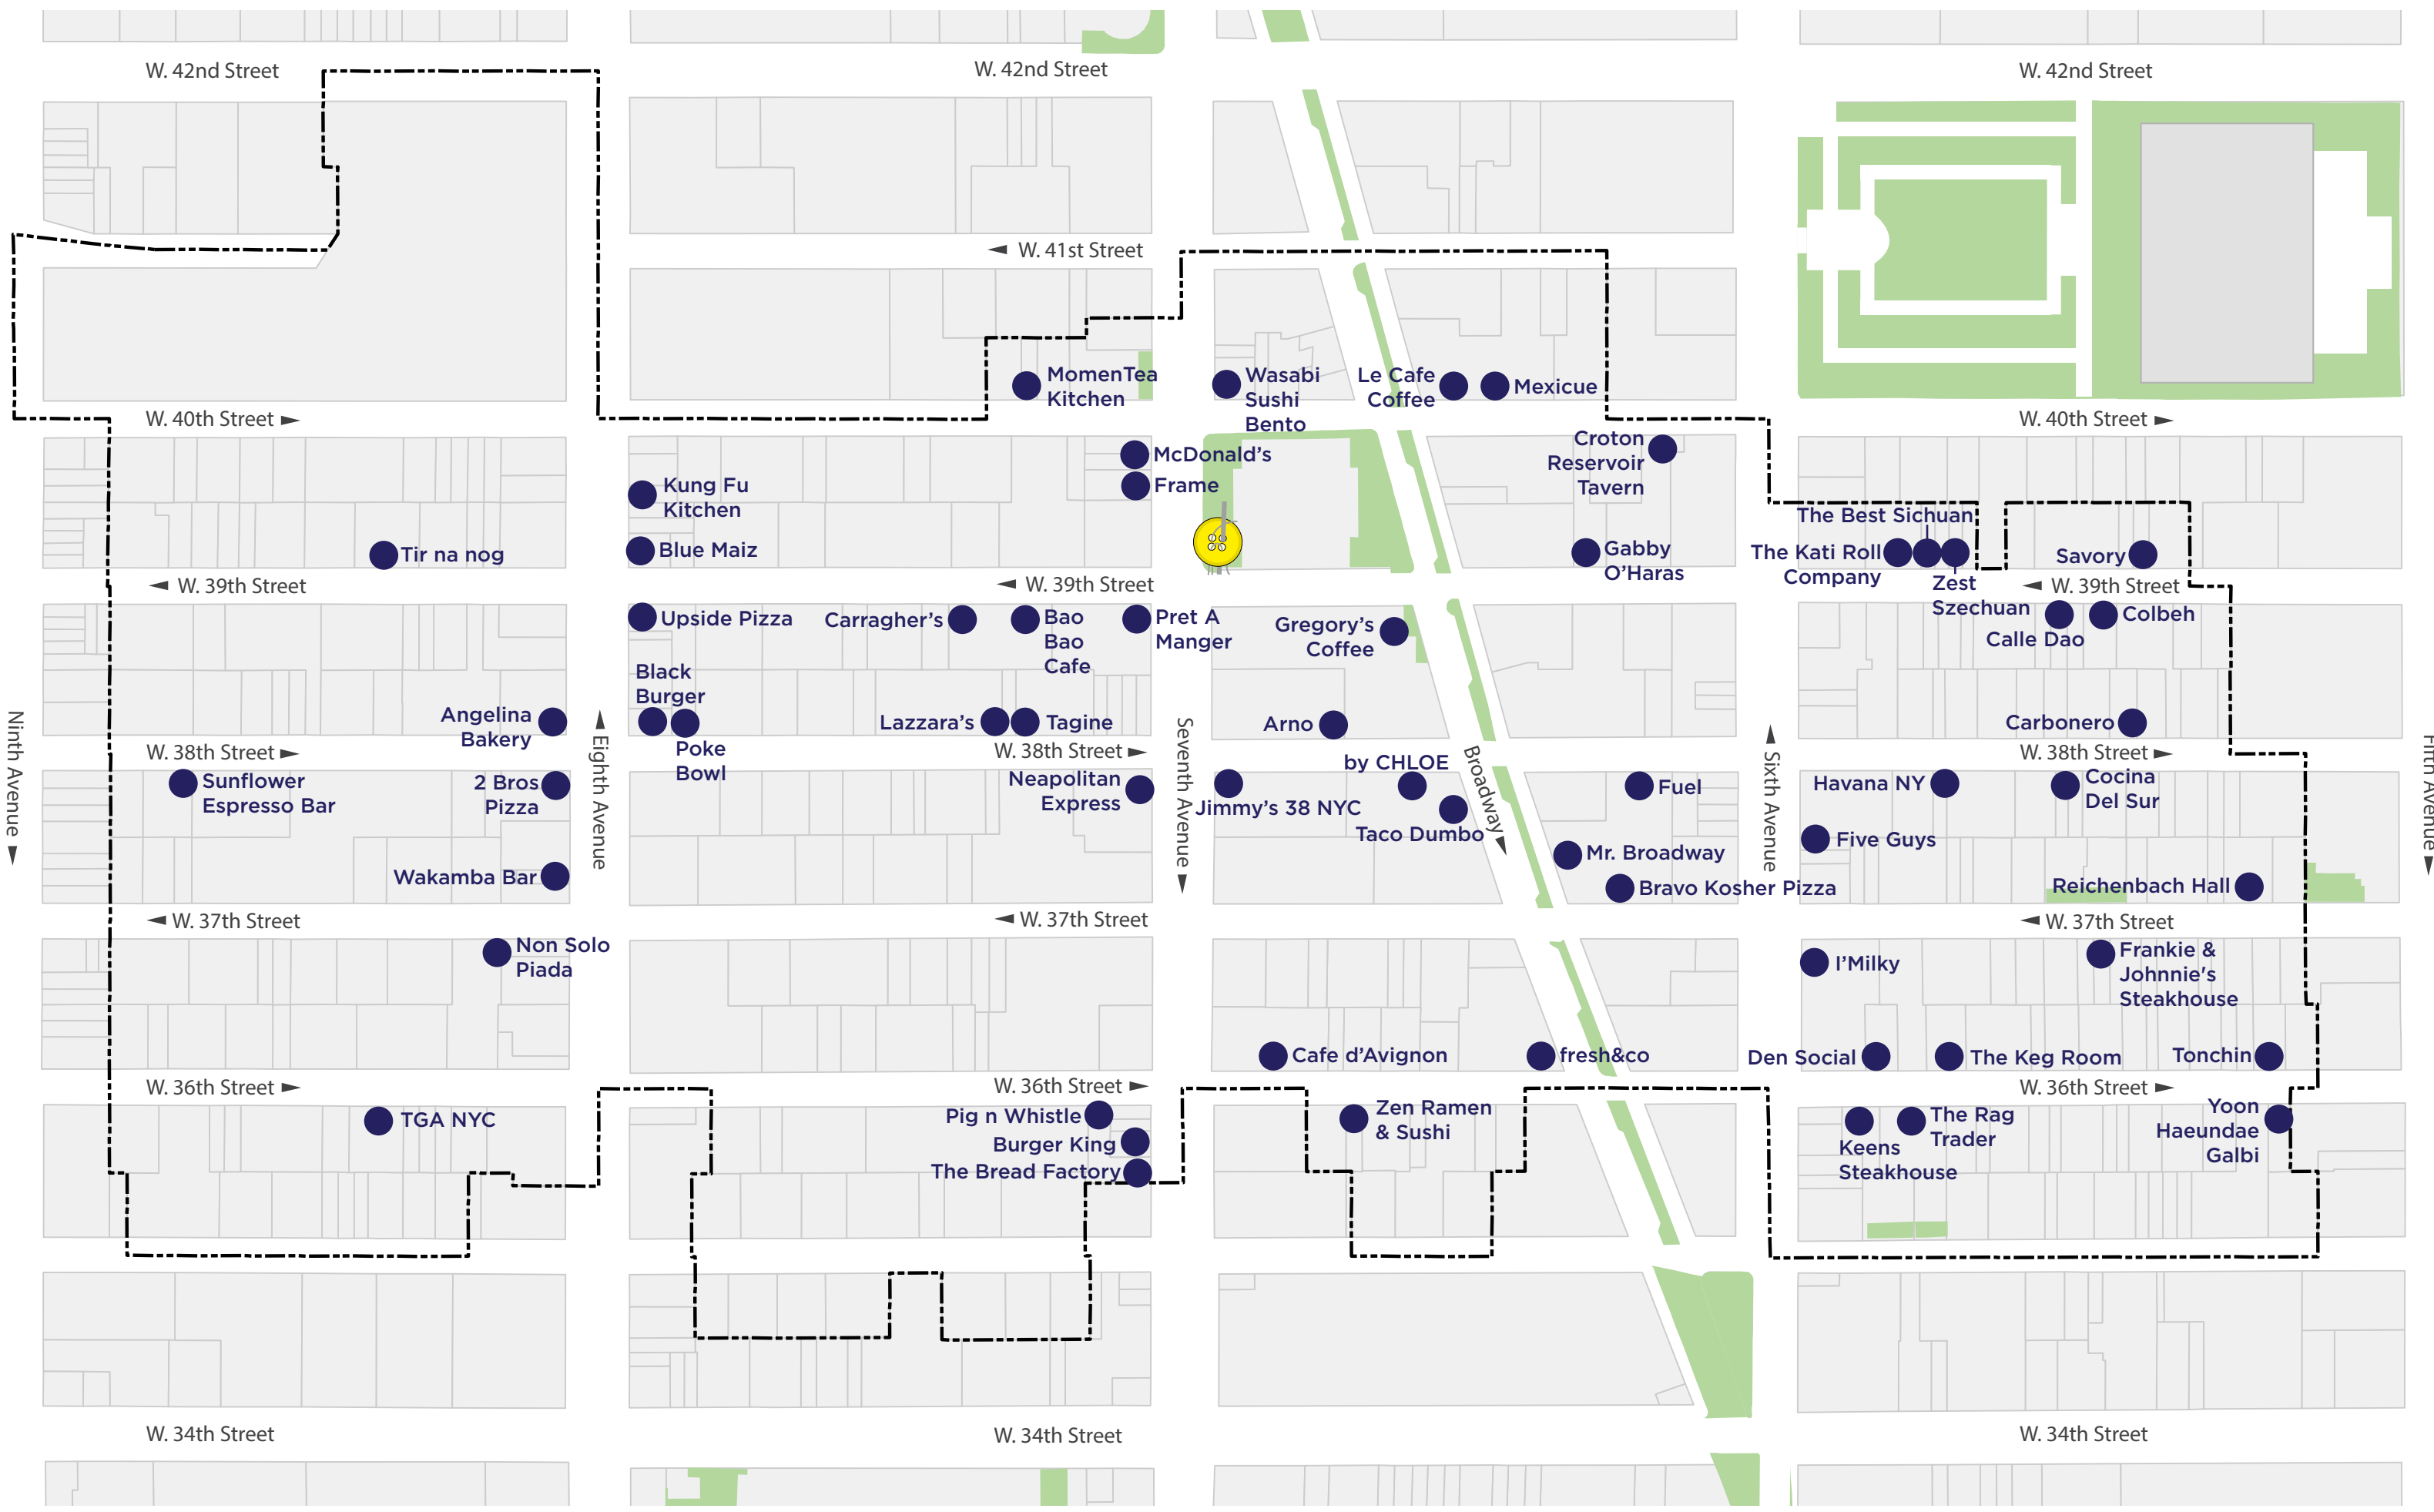 W. 42nd Street
W. 42nd Street
W. 42nd Street
W. 41st Street
MomenTea
Kitchen
Wasabi
Sushi
Bento
Le Cafe
Coffee
Mexicue
W. 40th Street
W. 40th Street
Kung Fu
Kitchen
McDonald's
Frame
Croton
Reservoir
Tavern
The Best Sichuan
Tir na nog
Blue Maiz
Gabby
O'Haras
The Kati Roll
Company
Zest
Szechuan
Savory
W. 39th Street
W. 39th Street
W. 39th Street
Upside Pizza
Carragher's
Bao
Bao
Cafe
Pret A
Manger
Gregory's
Coffee
Calle Dao
Colbeh
Black
Burger
Angelina
Bakery
Poke
Bowl
Lazzara's
Tagine
Arno
Carbonero
Ninth Avenue
Eighth Avenue
Seventh Avenue
Broadway
Sixth Avenue
Fifth Avenue
W. 38th Street
W. 38th Street
W. 38th Street
Sunflower
Espresso Bar
2 Bros
Pizza
Neapolitan
Express
Jimmy's 38 NYC
by CHLOE
Taco Dumbo
Fuel
Havana NY
Cocina
Del Sur
Five Guys
Mr. Broadway
Wakamba Bar
Bravo Kosher Pizza
Reichenbach Hall
W. 37th Street
W. 37th Street
W. 37th Street
Non Solo
Piada
I'Milky
Frankie &
Johnnie's
Steakhouse
Cafe d'Avignon
fresh&co
Den Social
The Keg Room
Tonchin
W. 36th Street
W. 36th Street
W. 36th Street
TGA NYC
Pig n Whistle
Burger King
The Bread Factory
Zen Ramen
& Sushi
Keens
Steakhouse
The Rag
Trader
Yoon
Haeundae
Galbi
W. 34th Street
W. 34th Street
W. 34th Street